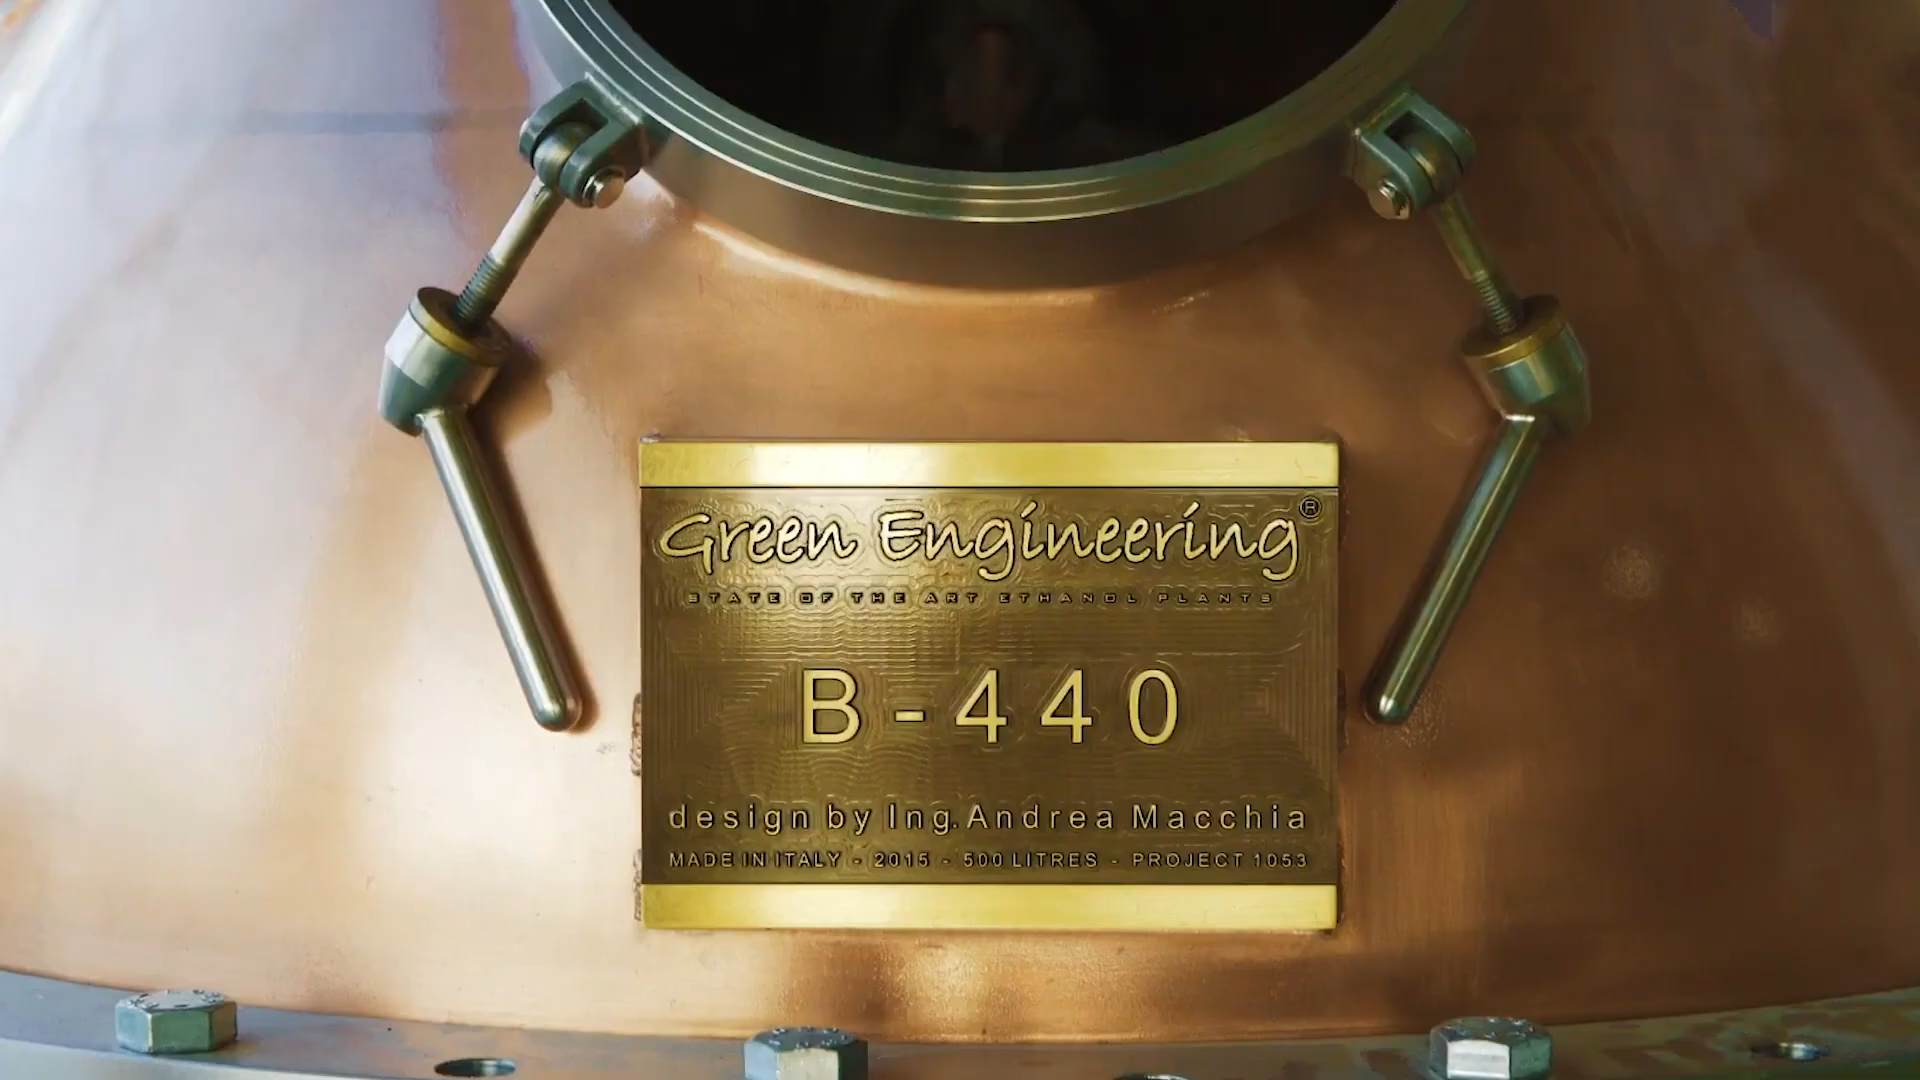 Green Engineering®
STATE OF THE ART ETHANOL PLANTS
B-440
design by Ing. Andrea Macchia
MADE IN ITALY - 2015 - 500 LITRES - PROJECT 1053